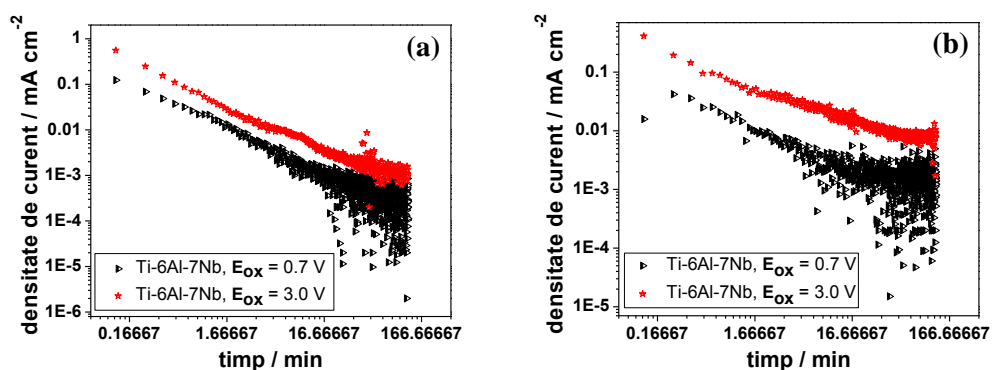 (a)
densitate de curent / mA cm-2
1
0.1
0.01
1E-3
1E-4
1E-5
1E-6
Ti-6Al-7Nb, Eox = 0.7 V
Ti-6Al-7Nb, Eox = 3.0 V
0.16667 1.66667 16.66667 166.66667
timp / min
(b)
densitate de curent / mA cm-2
0.1
0.01
1E-3
1E-4
1E-5
Ti-6Al-7Nb, Eox = 0.7 V
Ti-6Al-7Nb, Eox = 3.0 V
0.16667 1.66667 16.66667 166.66667
timp / min